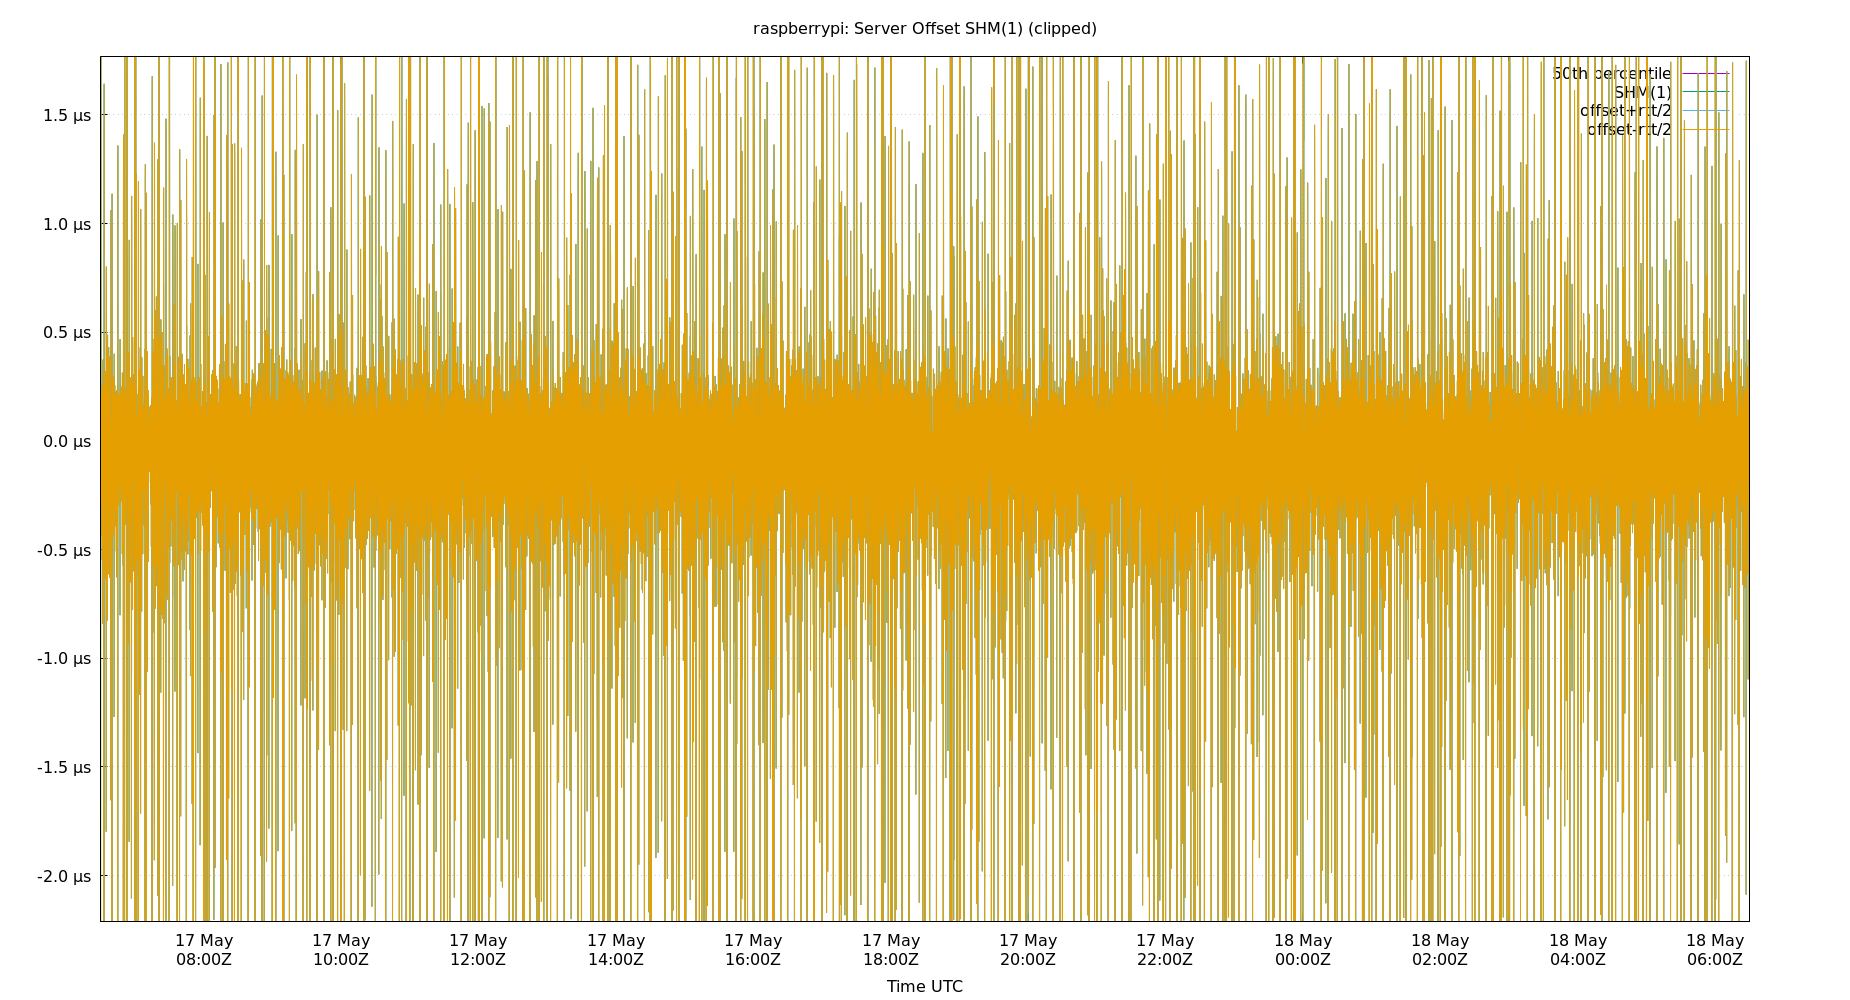 raspberrypi: Server Offset SHM(1) (clipped)
50th percentile
SHM(1)
offset+rtt/2
offset-rtt/2
1.5 µs
1.0 µs
0.5 µs
0.0 µs
-0.5 µs
-1.0 µs
-1.5 µs
-2.0 µs
17 May 17 May 17 May 17 May 17 May 17 May 17 May 17 May 18 May 18 May 18 May 18 May
08:00Z 10:00Z 12:00Z 14:00Z 16:00Z 18:00Z 20:00Z 22:00Z 00:00Z 02:00Z 04:00Z 06:00Z
Time UTC